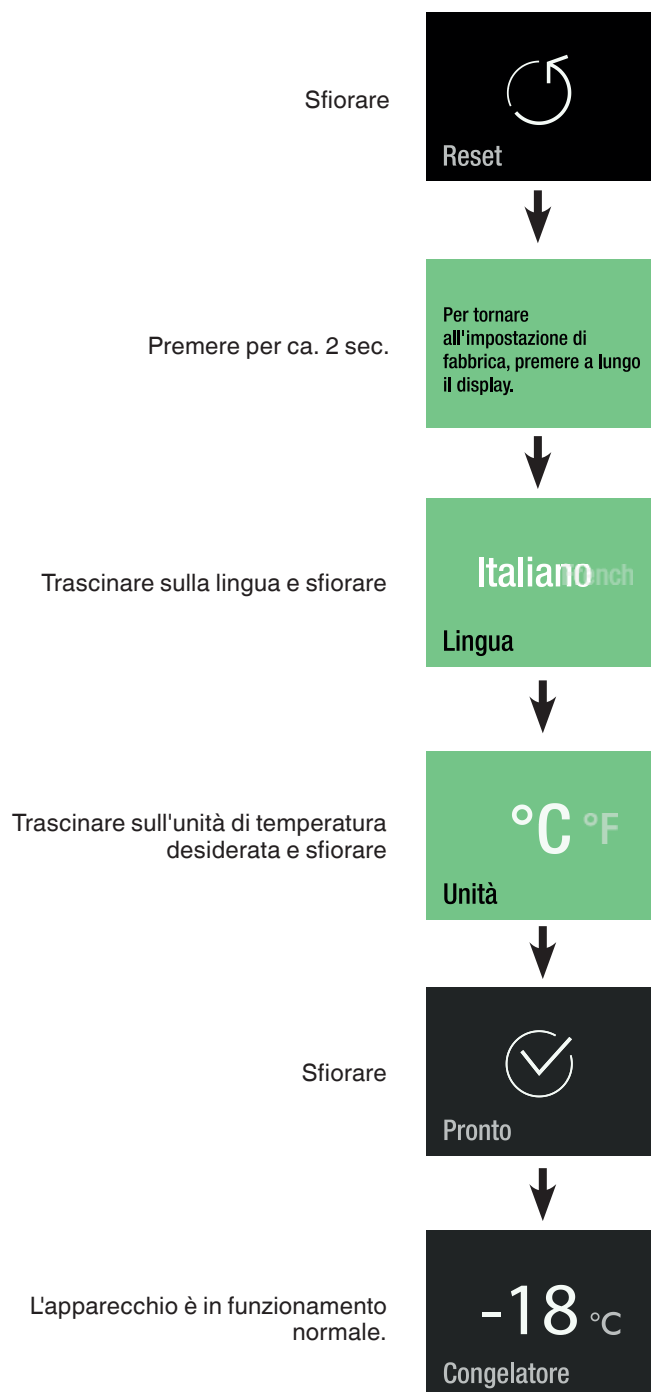 Sfiorare
Reset
Premere per ca. 2 sec.
Per tornare
all'impostazione di
fabbrica, premere a lungo
il display.
Trascinare sulla lingua e sfiorare
Italiano French
Lingua
Trascinare sull'unità di temperatura
desiderata e sfiorare
°C °F
Unità
Sfiorare
Pronto
L'apparecchio è in funzionamento
normale.
-18 °C
Congelatore